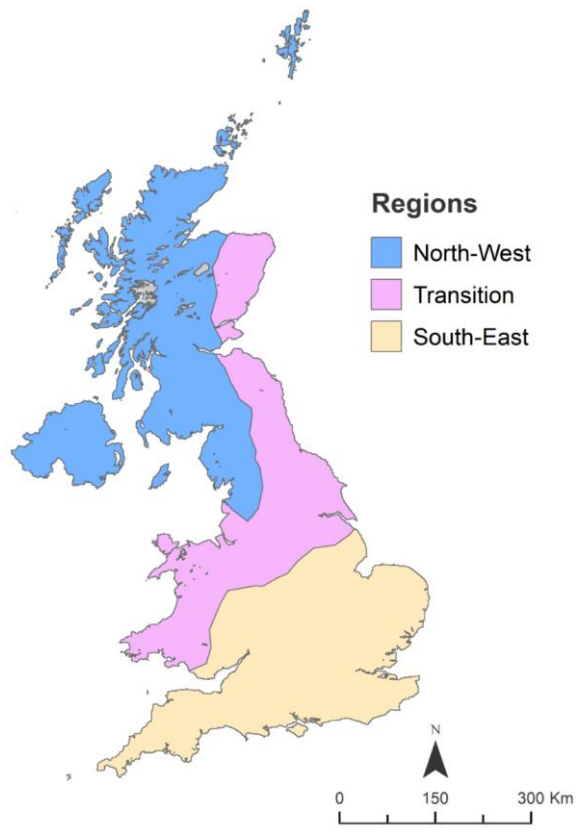 Regions
North-West
Transition
South-East
N
0 150 300 Km